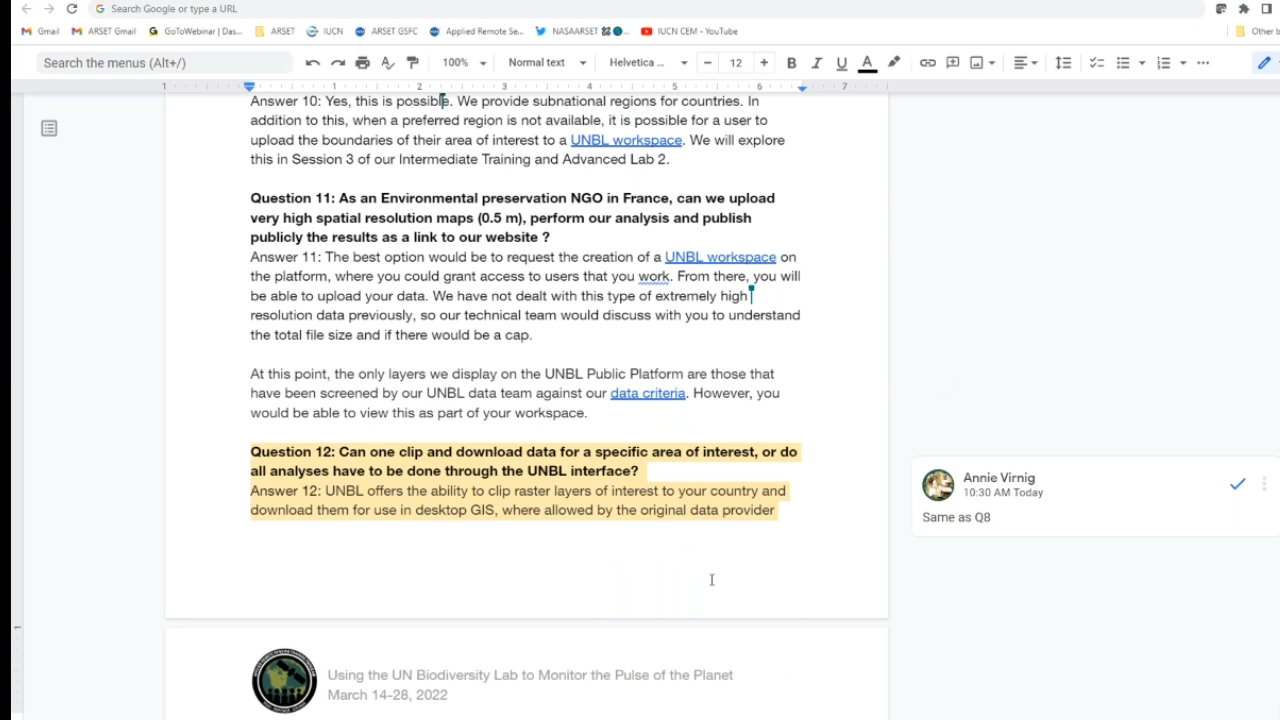 Search Google or type a URL
Gmail
ARSET Gmail
GoToWebinar | Das...
ARSET
IUCN
ARSET GSFC
Applied Remote Se...
NASAARSET
IUCN CEM - YouTube
Other b
Search the menus (Alt+/)
100%
Normal text
Helvetica ...
12
B I U A
1 1 2 3 4 5 6 7
Answer 10: Yes, this is possible. We provide subnational regions for countries. In
addition to this, when a preferred region is not available, it is possible for a user to
upload the boundaries of their area of interest to a UNBL workspace. We will explore
this in Session 3 of our Intermediate Training and Advanced Lab 2.
Question 11: As an Environmental preservation NGO in France, can we upload
very high spatial resolution maps (0.5 m), perform our analysis and publish
publicly the results as a link to our website ?
Answer 11: The best option would be to request the creation of a UNBL workspace on
the platform, where you could grant access to users that you work. From there, you will
be able to upload your data. We have not dealt with this type of extremely high
resolution data previously, so our technical team would discuss with you to understand
the total file size and if there would be a cap.
At this point, the only layers we display on the UNBL Public Platform are those that
have been screened by our UNBL data team against our data criteria. However, you
would be able to view this as part of your workspace.
Question 12: Can one clip and download data for a specific area of interest, or do
all analyses have to be done through the UNBL interface?
Answer 12: UNBL offers the ability to clip raster layers of interest to your country and
download them for use in desktop GIS, where allowed by the original data provider
Annie Virnig
10:30 AM Today
Same as Q8
Using the UN Biodiversity Lab to Monitor the Pulse of the Planet
March 14-28, 2022